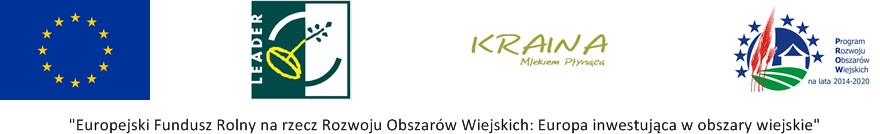 LEADER
KRAINA
Mlekiem Płynąca
Program
Rozwoju
Obszarów
Wiejskich
na lata 2014-2020
"Europejski Fundusz Rolny na rzecz Rozwoju Obszarów Wiejskich: Europa inwestująca w obszary wiejskie"